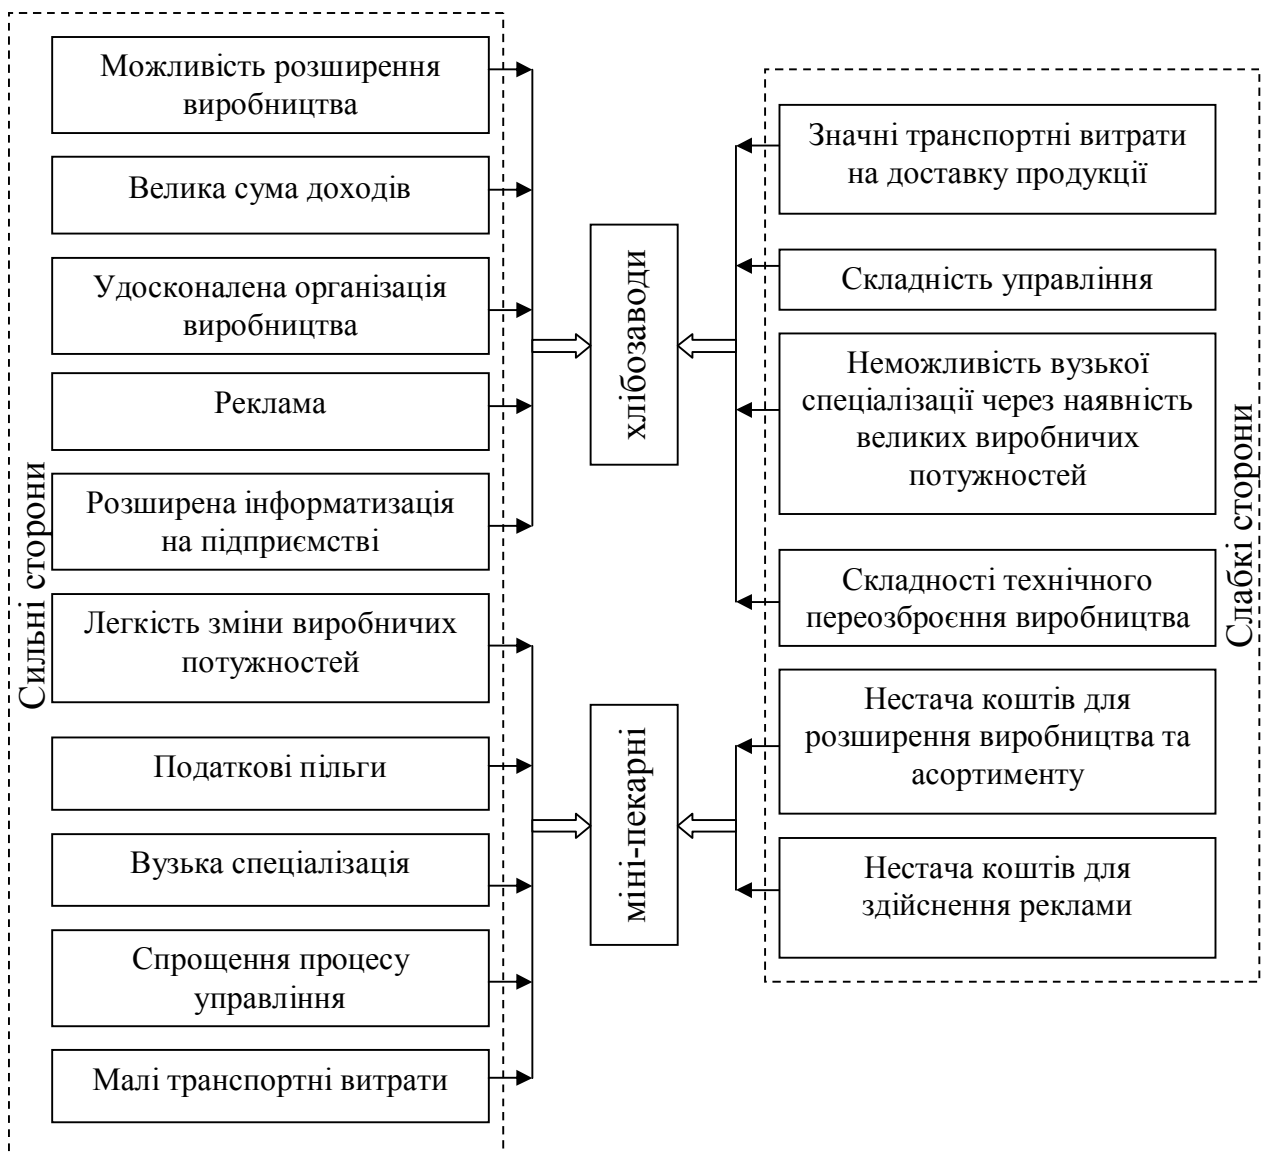 Сильні сторони
Можливість розширення
виробництва
Велика сума доходів
Удосконалена організація
виробництва
Реклама
Розширена інформатизація
на підприємстві
Легкість зміни виробничих
потужностей
Податкові пільги
Вузька спеціалізація
Спрощення процесу
управління
Малі транспортні витрати
хлібозаводи
міні-пекарні
Значні транспортні витрати
на доставку продукції
Складність управління
Неможливість вузької
спеціалізації через наявність
великих виробничих
потужностей
Складності технічного
переозброєння виробництва
Нестача коштів для
розширення виробництва та
асортименту
Нестача коштів для
здійснення реклами
Слабкі сторони